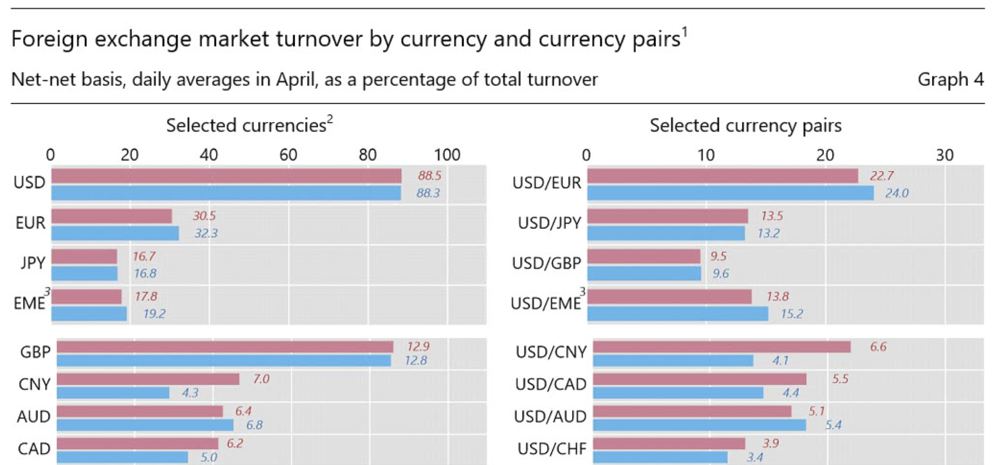 Foreign exchange market turnover by currency and currency pairs¹
Net-net basis, daily averages in April, as a percentage of total turnover
Graph 4
Selected currencies²
0 20 40 60 80 100
USD 88.5
88.3
EUR 30.5
32.3
JPY 16.7
16.8
EME³ 17.8
19.2
GBP 12.9
12.8
CNY 7.0
4.3
AUD 6.4
6.8
CAD 6.2
5.0
Selected currency pairs
0 10 20 30
USD/EUR 22.7
24.0
USD/JPY 13.5
13.2
USD/GBP 9.5
9.6
USD/EME³ 13.8
15.2
USD/CNY 6.6
4.1
USD/CAD 5.5
4.4
USD/AUD 5.1
5.4
USD/CHF 3.9
3.4